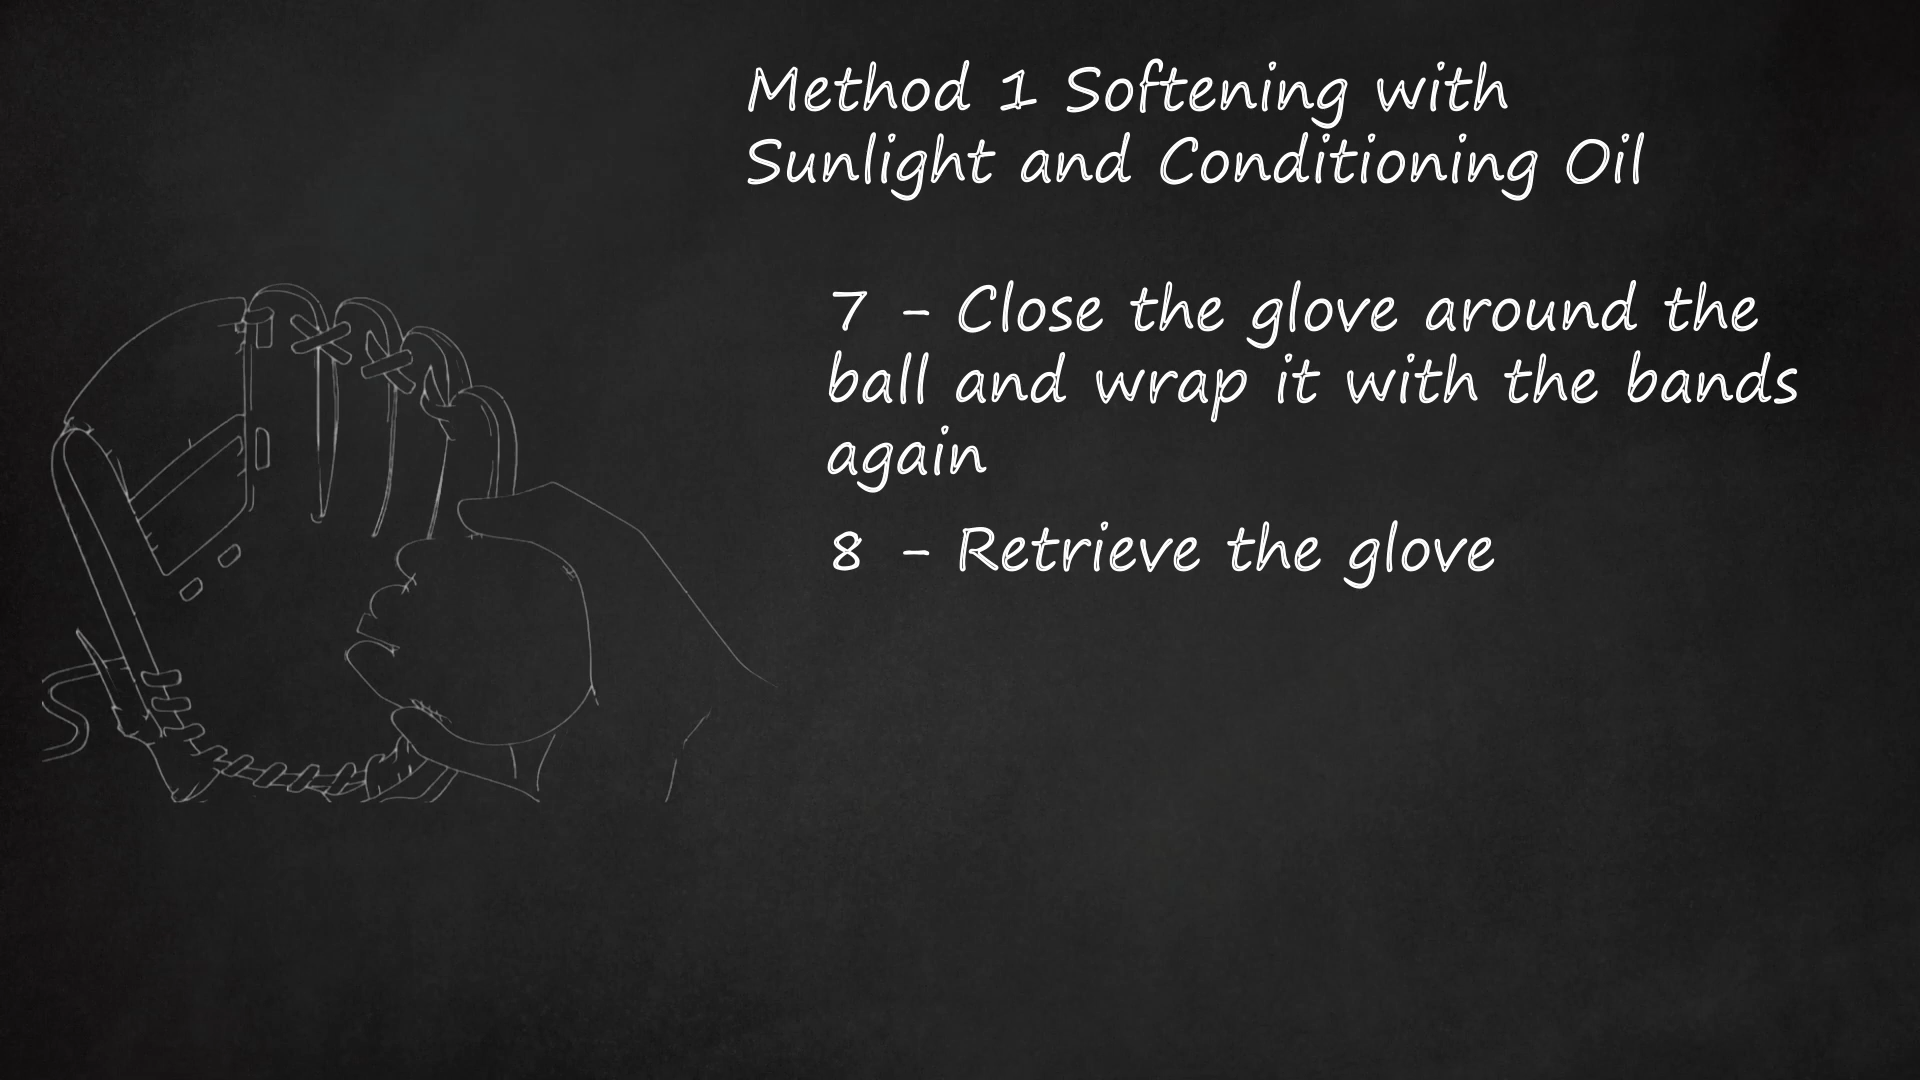 Method 1 Softening with
Sunlight and Conditioning Oil
7 - Close the glove around the
ball and wrap it with the bands
again
8 - Retrieve the glove